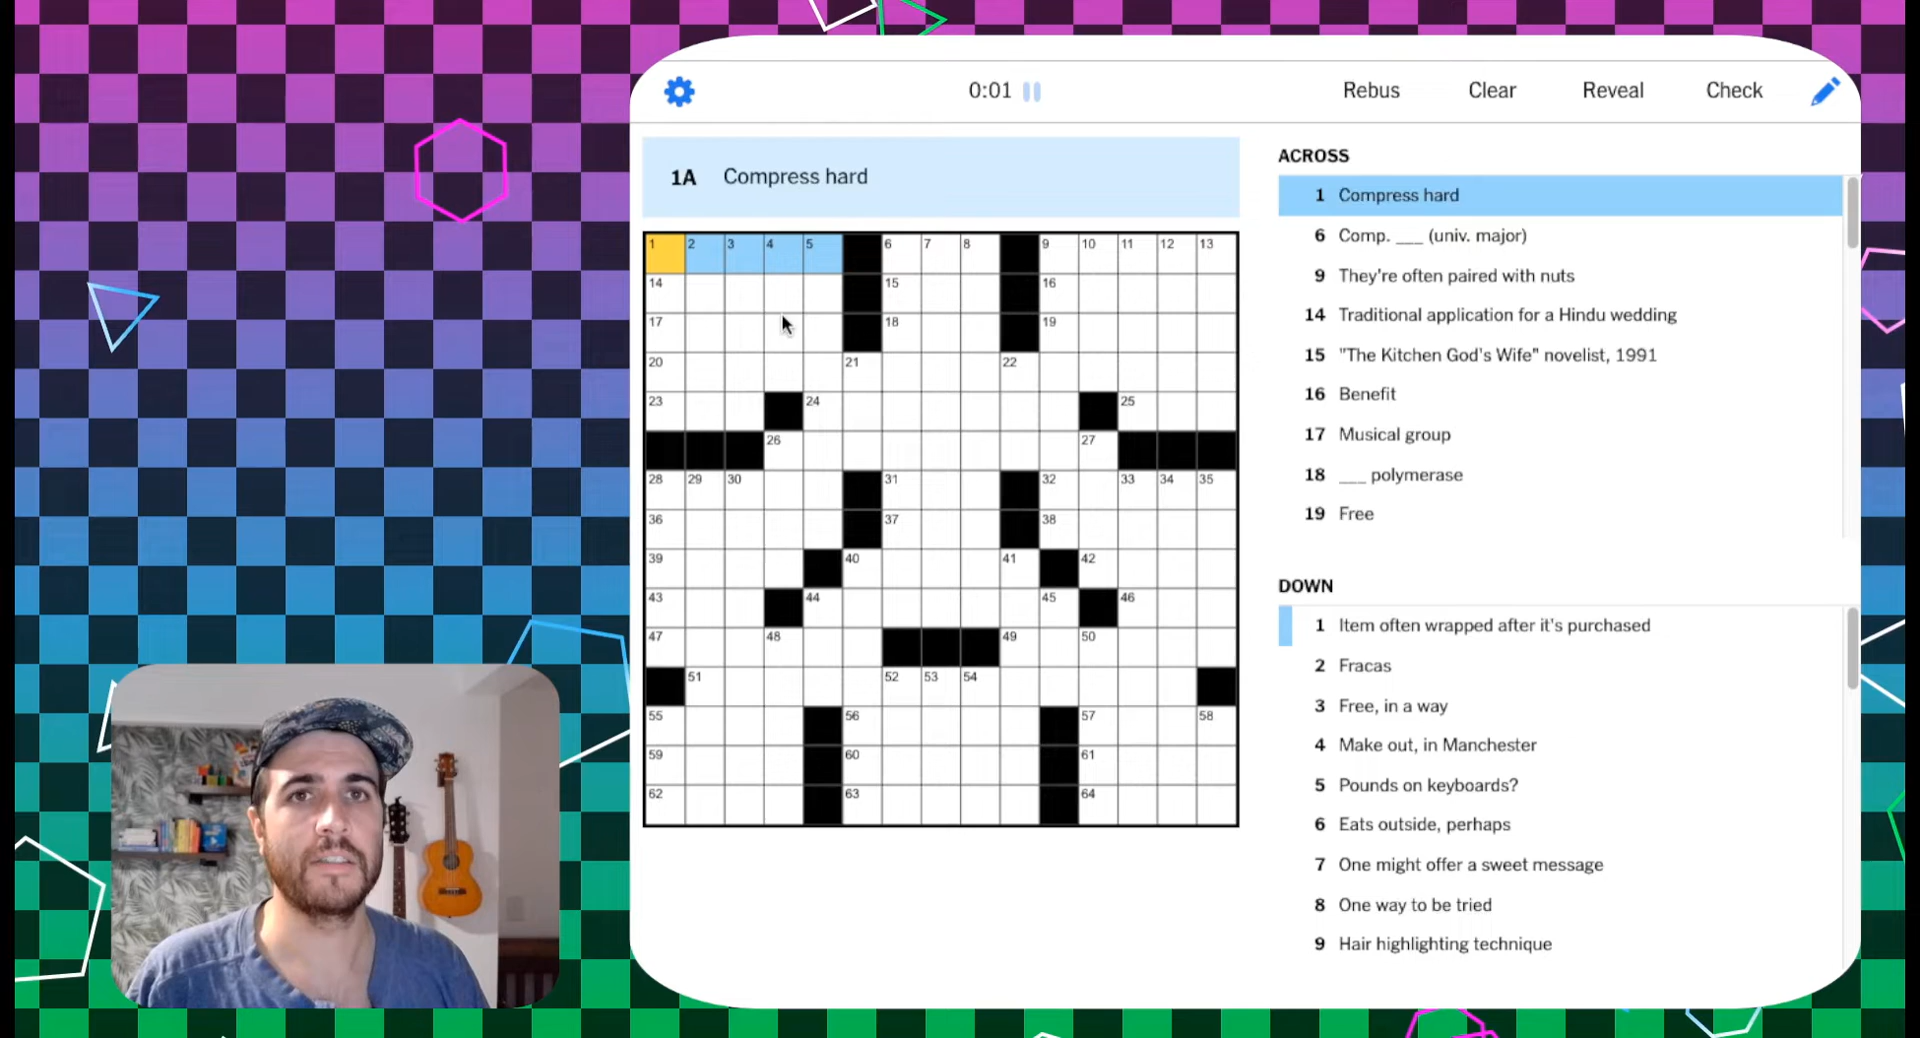 0:01
Rebus
Clear
Reveal
Check
1A Compress hard
1 2 3 4 5 6 7 8 9 10 11 12 13
14 15 16
17 18 19
20 21 22
23 24 25
26 27
28 29 30 31 32 33 34 35
36 37 38
39 40 41 42
43 44 45 46
47 48 49 50
51 52 53 54
55 56 57 58
59 60 61
62 63 64
ACROSS
1 Compress hard
6 Comp. ___ (univ. major)
9 They're often paired with nuts
14 Traditional application for a Hindu wedding
15 "The Kitchen God's Wife" novelist, 1991
16 Benefit
17 Musical group
18 ___ polymerase
19 Free
DOWN
1 Item often wrapped after it's purchased
2 Fracas
3 Free, in a way
4 Make out, in Manchester
5 Pounds on keyboards?
6 Eats outside, perhaps
7 One might offer a sweet message
8 One way to be tried
9 Hair highlighting technique